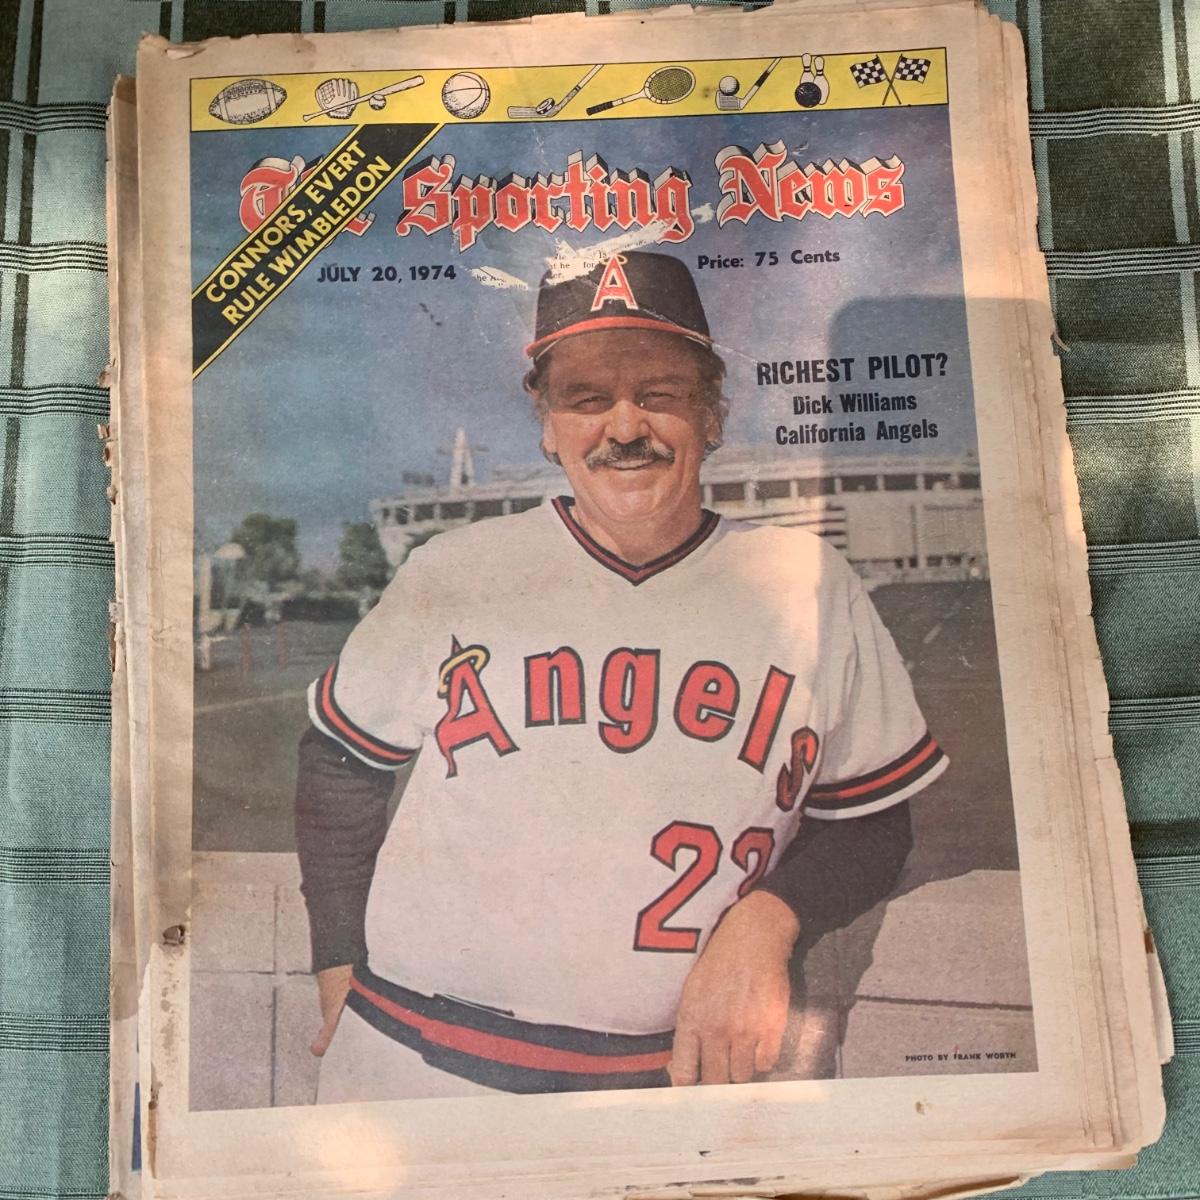 CONNORS, EVERT
RULE WIMBLEDON
The Sporting News
JULY 20, 1974
Price: 75 Cents
A
RICHEST PILOT?
Dick Williams
California Angels
Angels
22
PHOTO BY FRANK WORTH